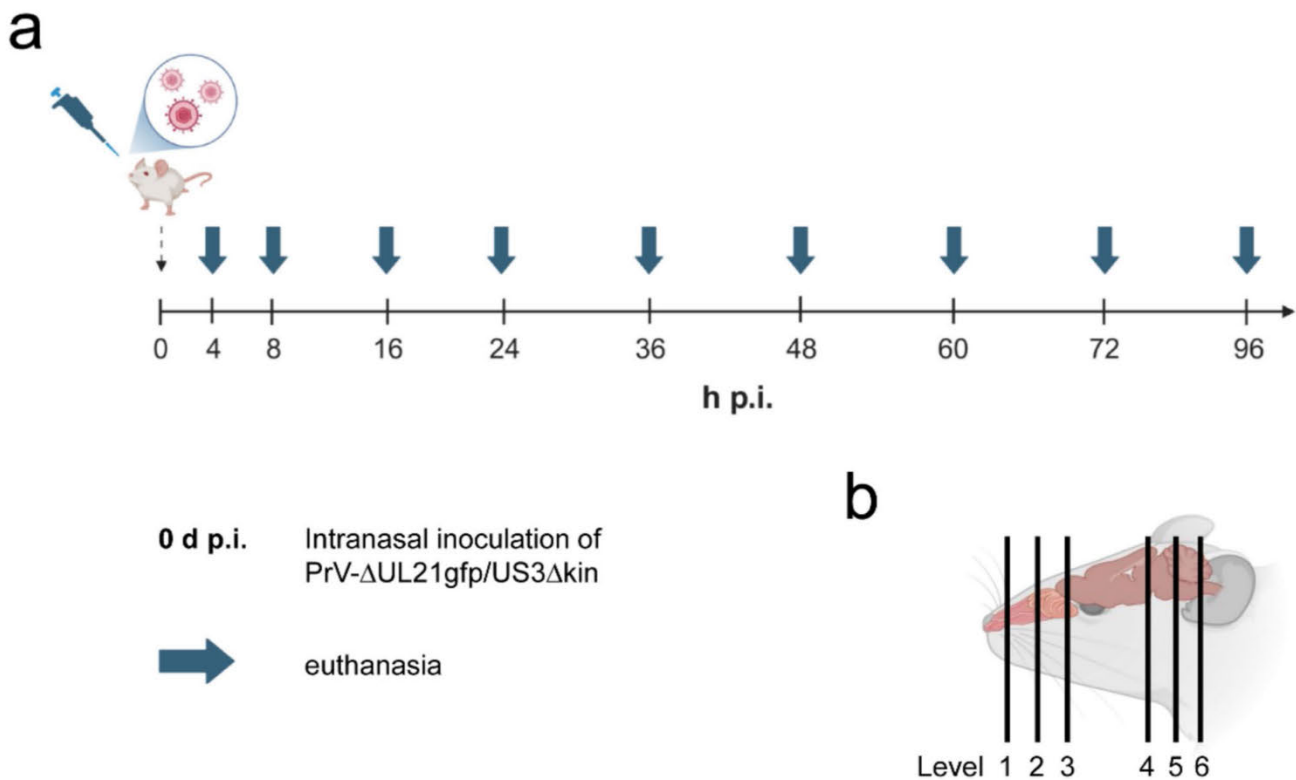 a
0 4 8 16 24 36 48 60 72 96
h p.i.
0 d p.i. Intranasal inoculation of
PrV-ΔUL21gfp/US3Δkin
euthanasia
b
Level 1 2 3 4 5 6